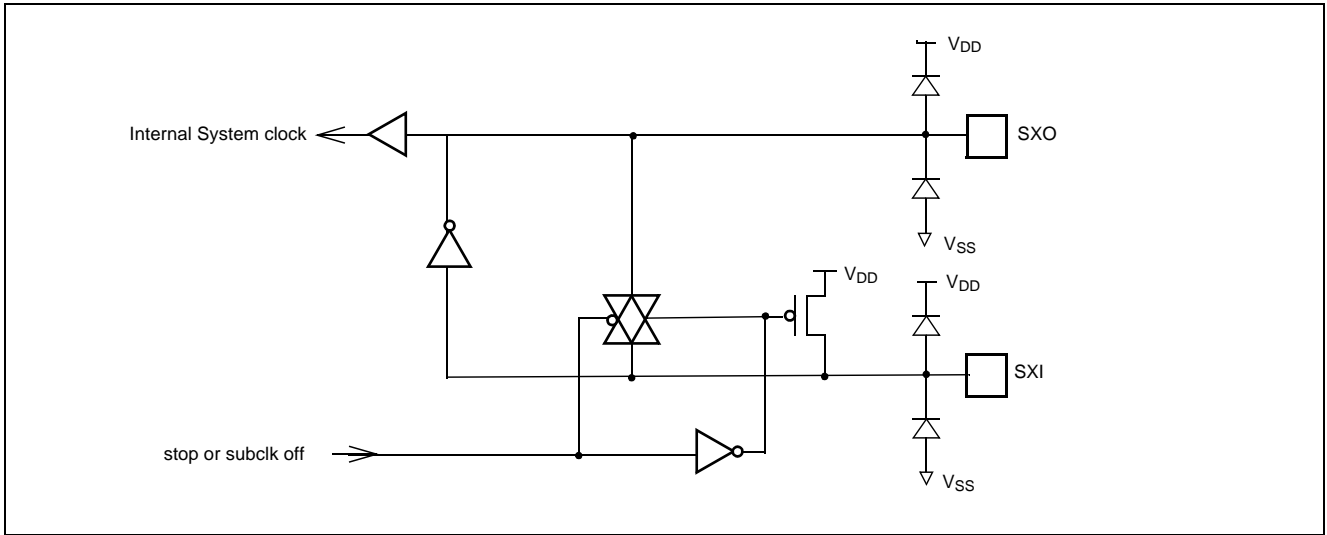 VDD
Internal System clock
SXO
VSS
VDD
VDD
SXI
stop or subclk off
VSS